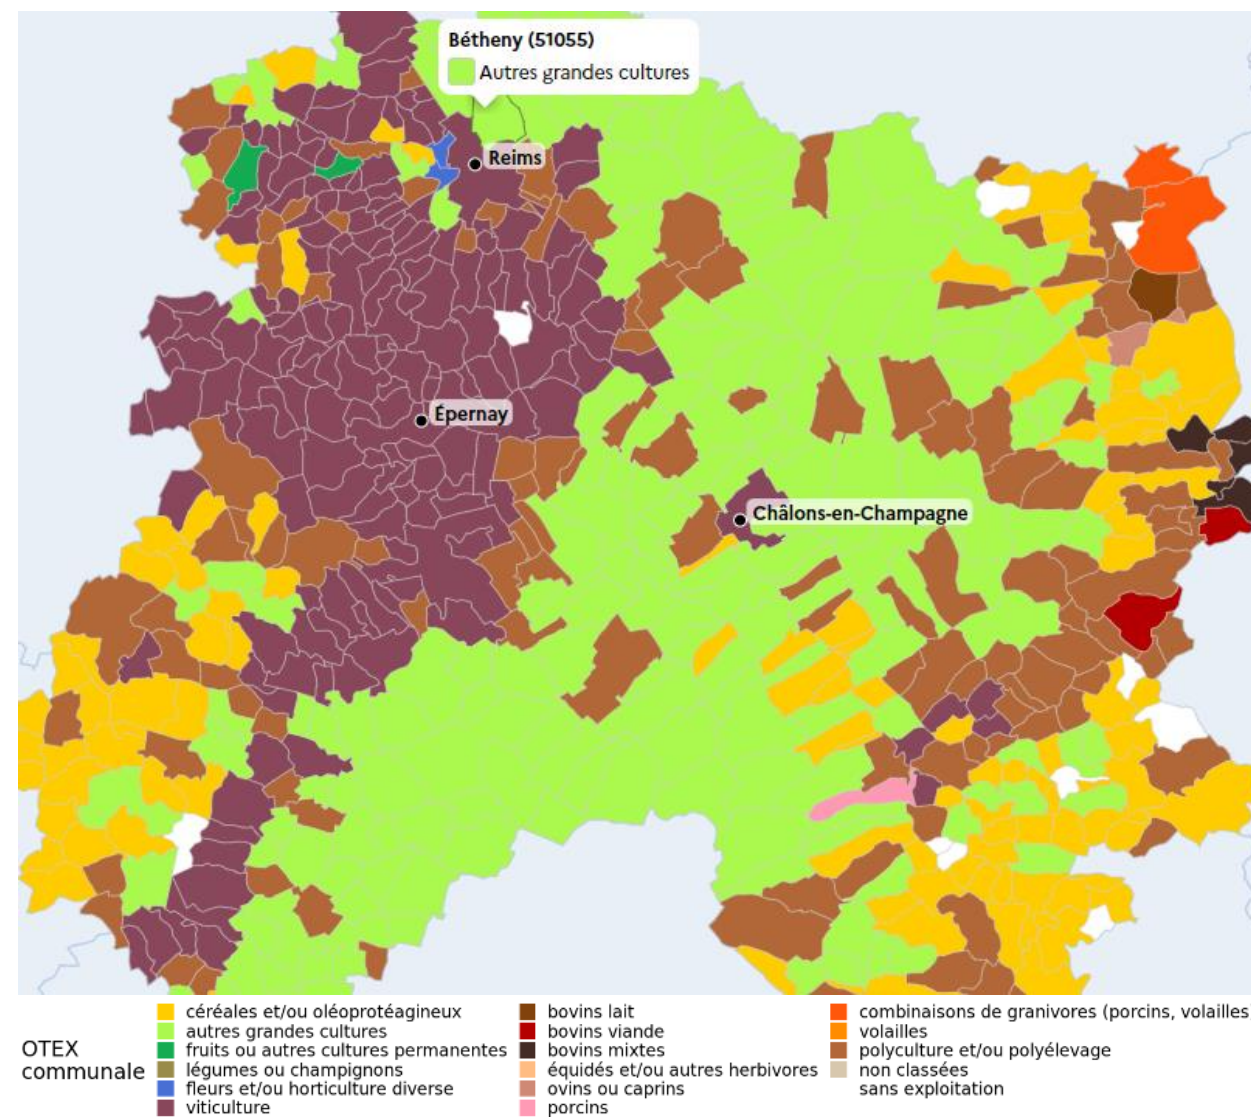 Bétheny (51055)
Autres grandes cultures
Reims
Épernay
Châlons-en-Champagne
OTEX
communale
céréales et/ou oléoprotéagineux
autres grandes cultures
fruits ou autres cultures permanentes
légumes ou champignons
fleurs et/ou horticulture diverse
viticulture
bovins lait
bovins viande
bovins mixtes
équidés et/ou autres herbivores
ovins ou caprins
porcins
combinaisons de granivores (porcins, volailles
volailles
polyculture et/ou polyélevage
non classées
sans exploitation